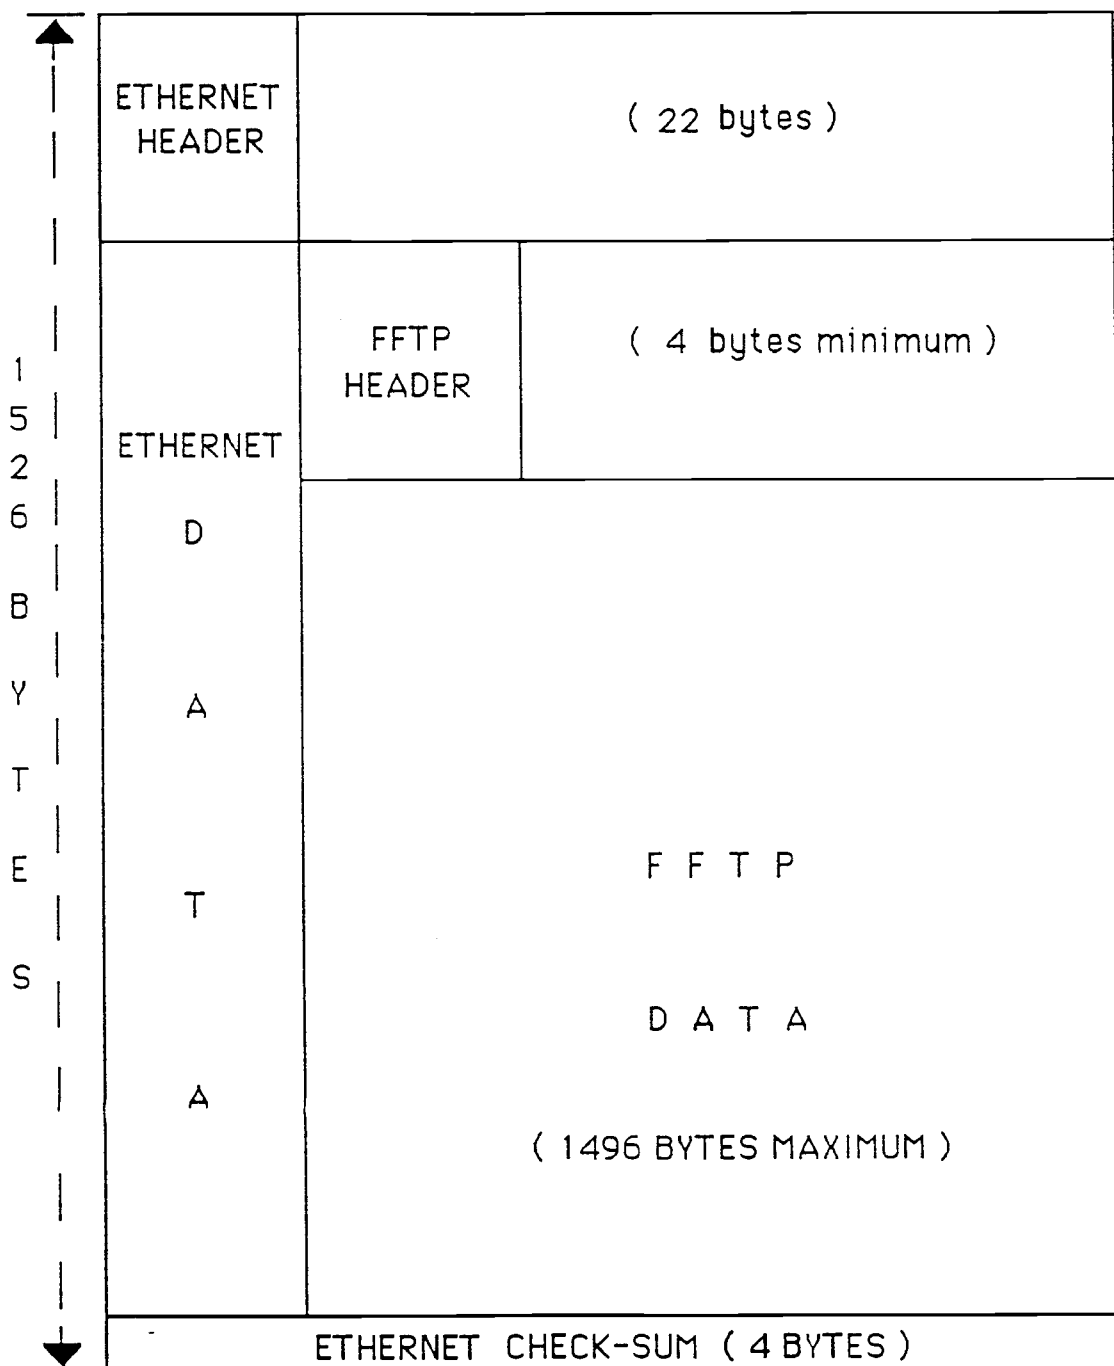 ETHERNET
HEADER
( 22 bytes )
FFTP
HEADER
( 4 bytes minimum )
1526 BYTES
ETHERNET
D
A
T
A
F F T P
D A T A
( 1496 BYTES MAXIMUM )
ETHERNET CHECK-SUM ( 4 BYTES )